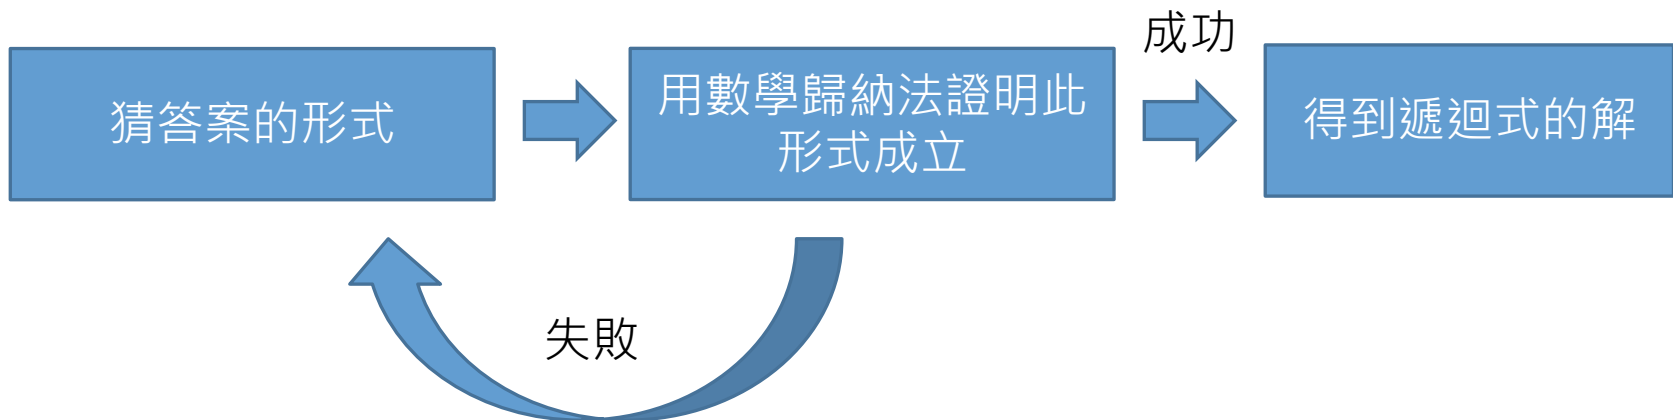 猜答案的形式
用數學歸納法證明此
形式成立
成功
得到遞迴式的解
失敗